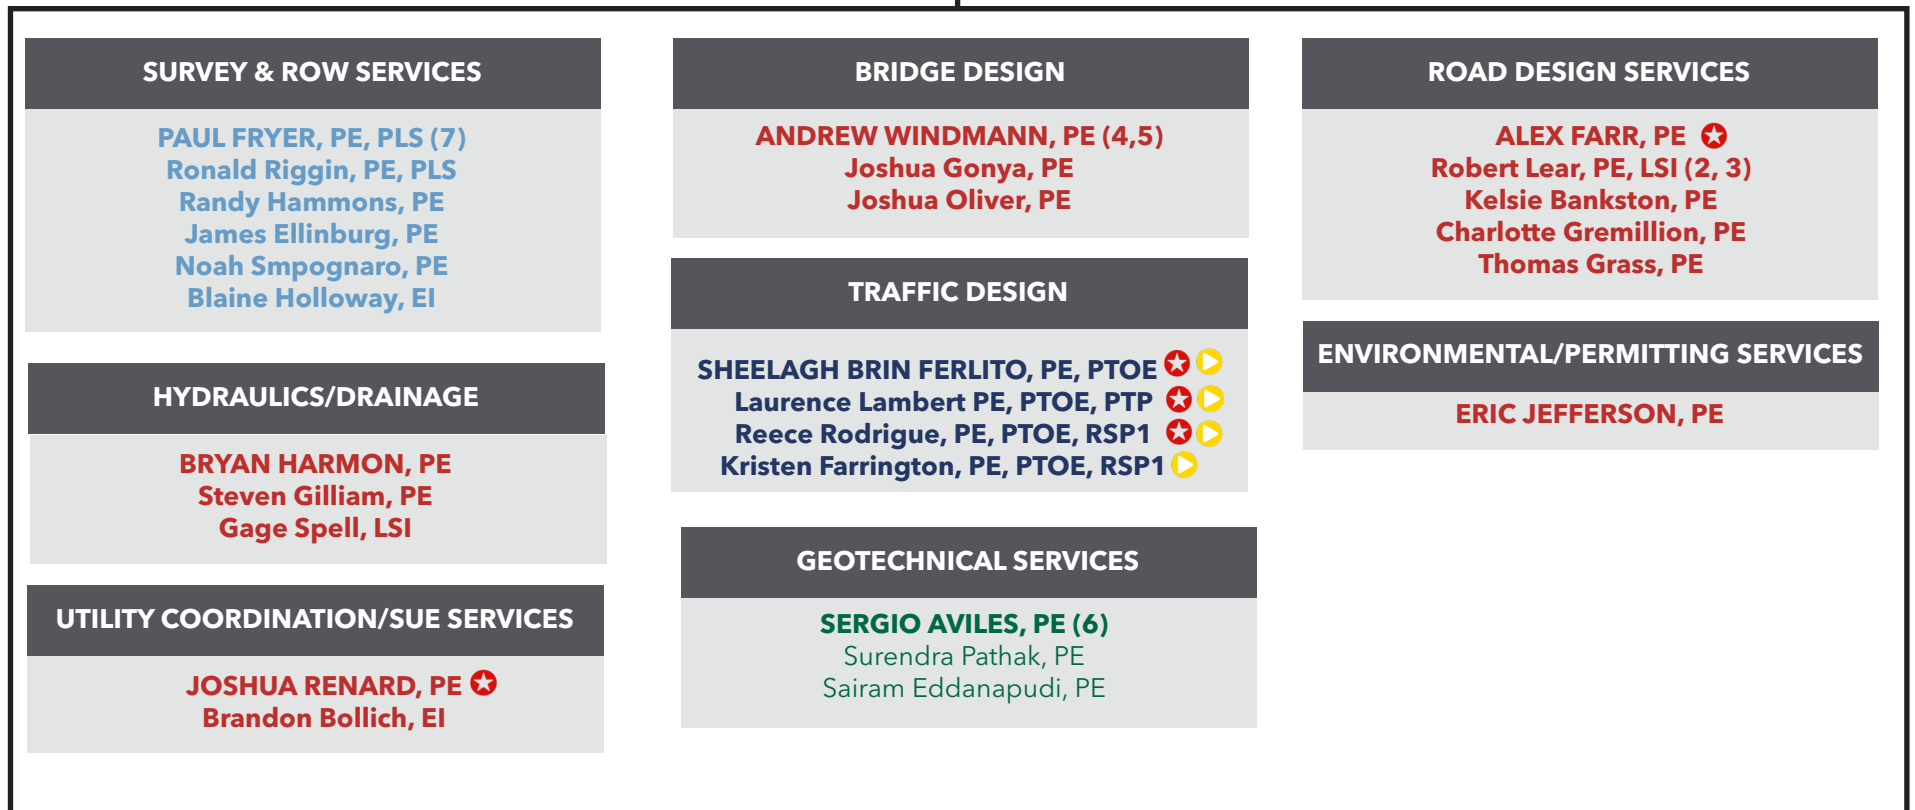 SURVEY & ROW SERVICES
PAUL FRYER, PE, PLS (7)
Ronald Riggin, PE, PLS
Randy Hammons, PE
James Ellinburg, PE
Noah Smpognaro, PE
Blaine Holloway, EI
HYDRAULICS/DRAINAGE
BRYAN HARMON, PE
Steven Gilliam, PE
Gage Spell, LSI
UTILITY COORDINATION/SUE SERVICES
JOSHUA RENARD, PE
Brandon Bollich, EI
BRIDGE DESIGN
ANDREW WINDMANN, PE (4,5)
Joshua Gonya, PE
Joshua Oliver, PE
TRAFFIC DESIGN
SHEELAGH BRIN FERLITO, PE, PTOE
Laurence Lambert PE, PTOE, PTP
Reece Rodrigue, PE, PTOE, RSP1
Kristen Farrington, PE, PTOE, RSP1
GEOTECHNICAL SERVICES
SERGIO AVILES, PE (6)
Surendra Pathak, PE
Sairam Eddanapudi, PE
ROAD DESIGN SERVICES
ALEX FARR, PE
Robert Lear, PE, LSI (2, 3)
Kelsie Bankston, PE
Charlotte Gremillion, PE
Thomas Grass, PE
ENVIRONMENTAL/PERMITTING SERVICES
ERIC JEFFERSON, PE